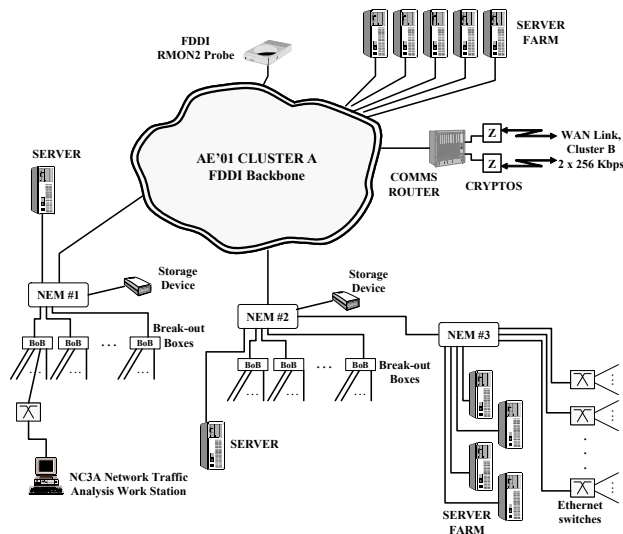 FDDI
RMON2 Probe
SERVER
FARM
AE'01 CLUSTER A
FDDI Backbone
Z
Z
WAN Link,
Cluster B
2 x 256 Kbps
COMMS
ROUTER
CRYPTOS
SERVER
NEM #1
Storage
Device
Break-out
Boxes
BoB
BoB
. . .
BoB
. . .
. . .
. . .
NC3A Network Traffic
Analysis Work Station
Storage
Device
NEM #2
BoB
BoB
. . .
BoB
Break-out
Boxes
. . .
. . .
. . .
SERVER
NEM #3
SERVER
FARM
Ethernet
switches